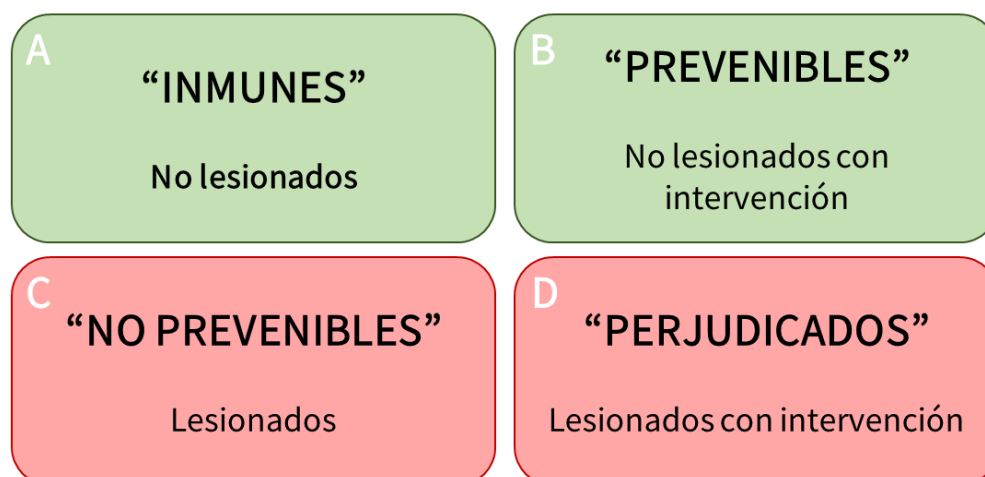 A
“INMUNES”
No lesionados
B
“PREVENIBLES”
No lesionados con
intervención
C
“NO PREVENIBLES”
Lesionados
D
“PERJUDICADOS”
Lesionados con intervención